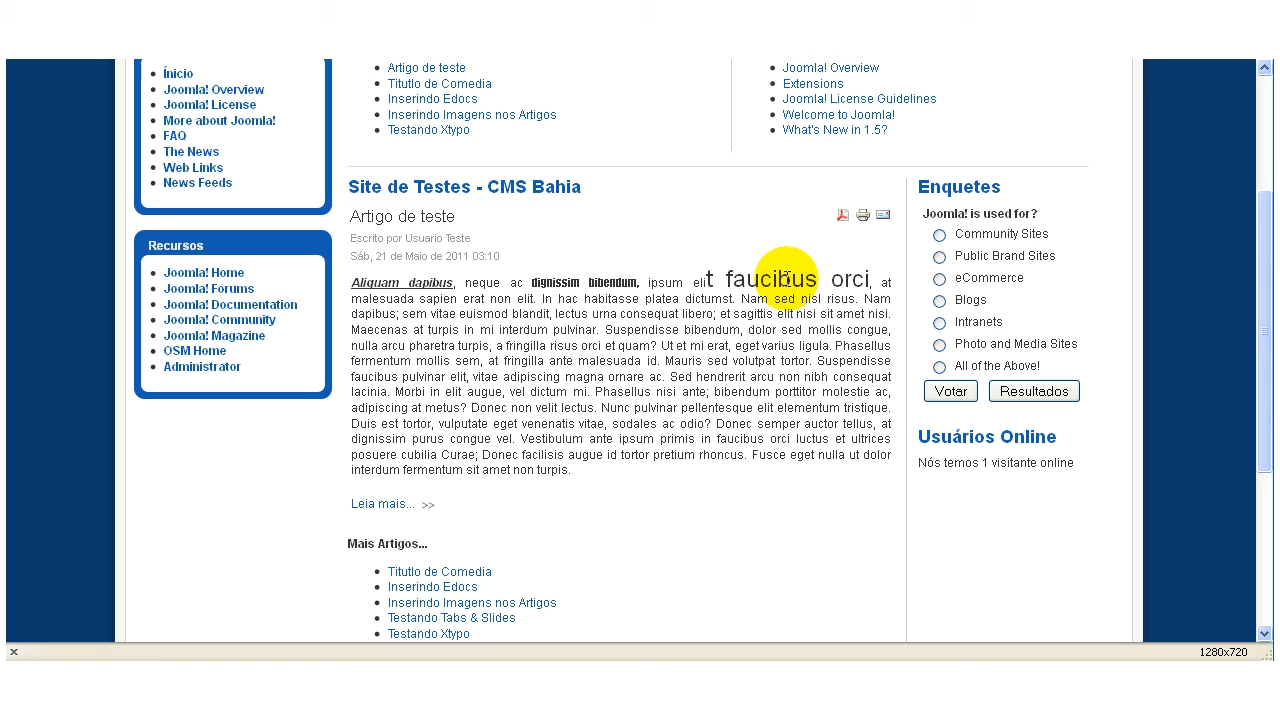 Ínicio
Joomla! Overview
Joomla! License
More about Joomla!
FAQ
The News
Web Links
News Feeds
Recursos
Joomla! Home
Joomla! Forums
Joomla! Documentation
Joomla! Community
Joomla! Magazine
OSM Home
Administrator
Artigo de teste
Titutlo de Comedia
Inserindo Edocs
Inserindo Imagens nos Artigos
Testando Xtypo
Joomla! Overview
Extensions
Joomla! License Guidelines
Welcome to Joomla!
What's New in 1.5?
Site de Testes - CMS Bahia
Artigo de teste
Escrito por Usuario Teste
Sáb, 21 de Maio de 2011 03:10
Aliquam dapibus, neque ac dignissim bibendum, ipsum elit faucibus orci, at
malesuada sapien erat non elit. In hac habitasse platea dictumst. Nam sed nisl risus. Nam
dapibus; sem vitae euismod blandit, lectus urna consequat libero; et sagittis elit nisi sit amet nisi.
Maecenas at turpis in mi interdum pulvinar. Suspendisse bibendum, dolor sed mollis congue,
nulla arcu pharetra turpis, a fringilla risus orci et quam? Ut et mi erat, eget varius ligula. Phasellus
fermentum mollis sem, at fringilla ante malesuada id. Mauris sed volutpat tortor. Suspendisse
faucibus pulvinar elit, vitae adipiscing magna ornare ac. Sed hendrerit arcu non nibh consequat
lacinia. Morbi in elit augue, vel dictum mi. Phasellus nisi ante; bibendum porttitor molestie ac,
adipiscing at metus? Donec non velit lectus. Nunc pulvinar pellentesque elit elementum tristique.
Duis est tortor, vulputate eget venenatis vitae, sodales ac odio? Donec semper auctor tellus, at
dignissim purus congue vel. Vestibulum ante ipsum primis in faucibus orci luctus et ultrices
posuere cubilia Curae; Donec facilisis augue id tortor pretium rhoncus. Fusce eget nulla ut dolor
interdum fermentum sit amet non turpis.
Leia mais... >>
Mais Artigos...
Titutlo de Comedia
Inserindo Edocs
Inserindo Imagens nos Artigos
Testando Tabs & Slides
Testando Xtypo
Enquetes
Joomla! is used for?
Community Sites
Public Brand Sites
eCommerce
Blogs
Intranets
Photo and Media Sites
All of the Above!
Votar Resultados
Usuários Online
Nós temos 1 visitante online
1280x720